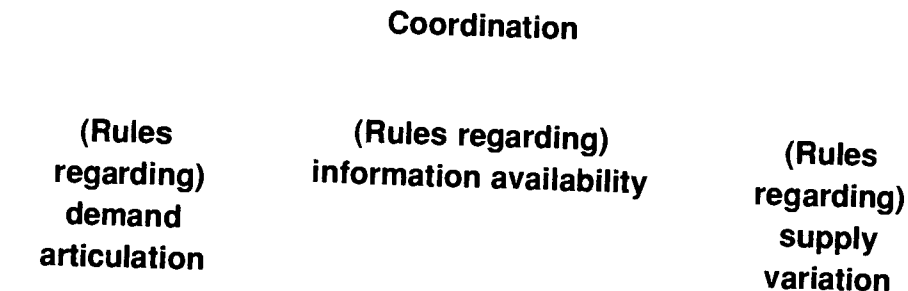 Coordination
(Rules
regarding)
demand
articulation
(Rules regarding)
information availability
(Rules
regarding)
supply
variation